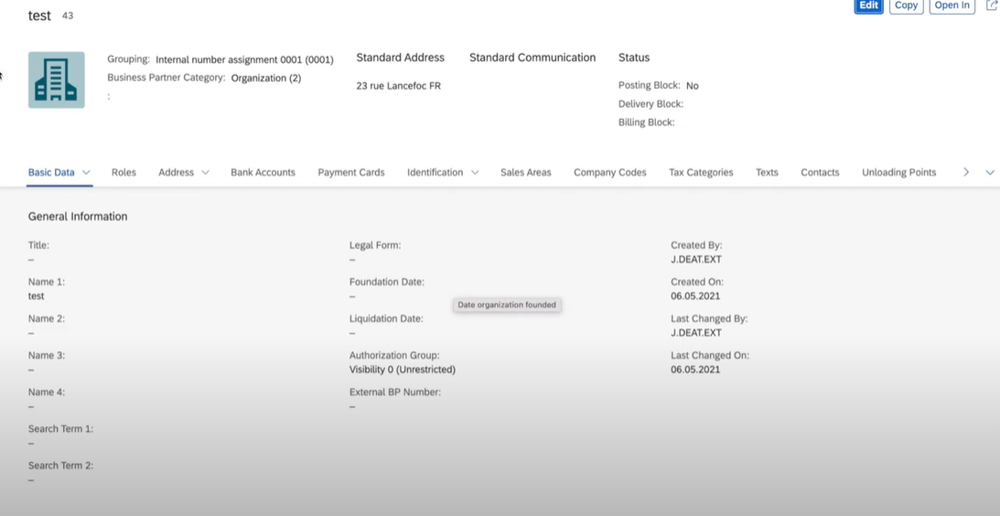 test 43
Edit Copy Open In
Grouping: Internal number assignment 0001 (0001)
Business Partner Category: Organization (2)
:
Standard Address
23 rue Lancefoc FR
Standard Communication
Status
Posting Block: No
Delivery Block:
Billing Block:
Basic Data Roles Address Bank Accounts Payment Cards Identification Sales Areas Company Codes Tax Categories Texts Contacts Unloading Points
General Information
Title:
–
Name 1:
test
Name 2:
–
Name 3:
–
Name 4:
–
Search Term 1:
–
Search Term 2:
–
Legal Form:
–
Foundation Date:
–
Date organization founded
Liquidation Date:
–
Authorization Group:
Visibility 0 (Unrestricted)
External BP Number:
–
Created By:
J.DEAT.EXT
Created On:
06.05.2021
Last Changed By:
J.DEAT.EXT
Last Changed On:
06.05.2021